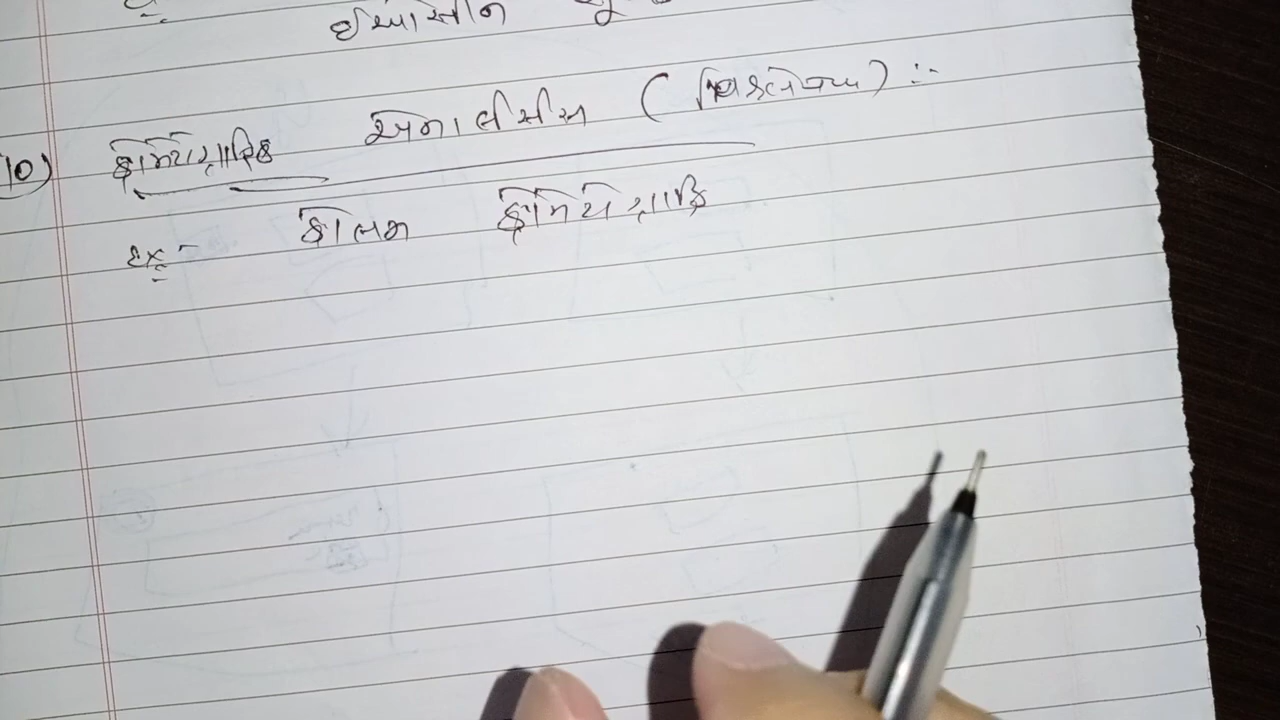 10) ક્રોમેટોગ્રાફિક એનાલીસીસ ( વિશ્લેષણ ) :-
Ex :- કોલમ ક્રોમેટોગ્રાફિ